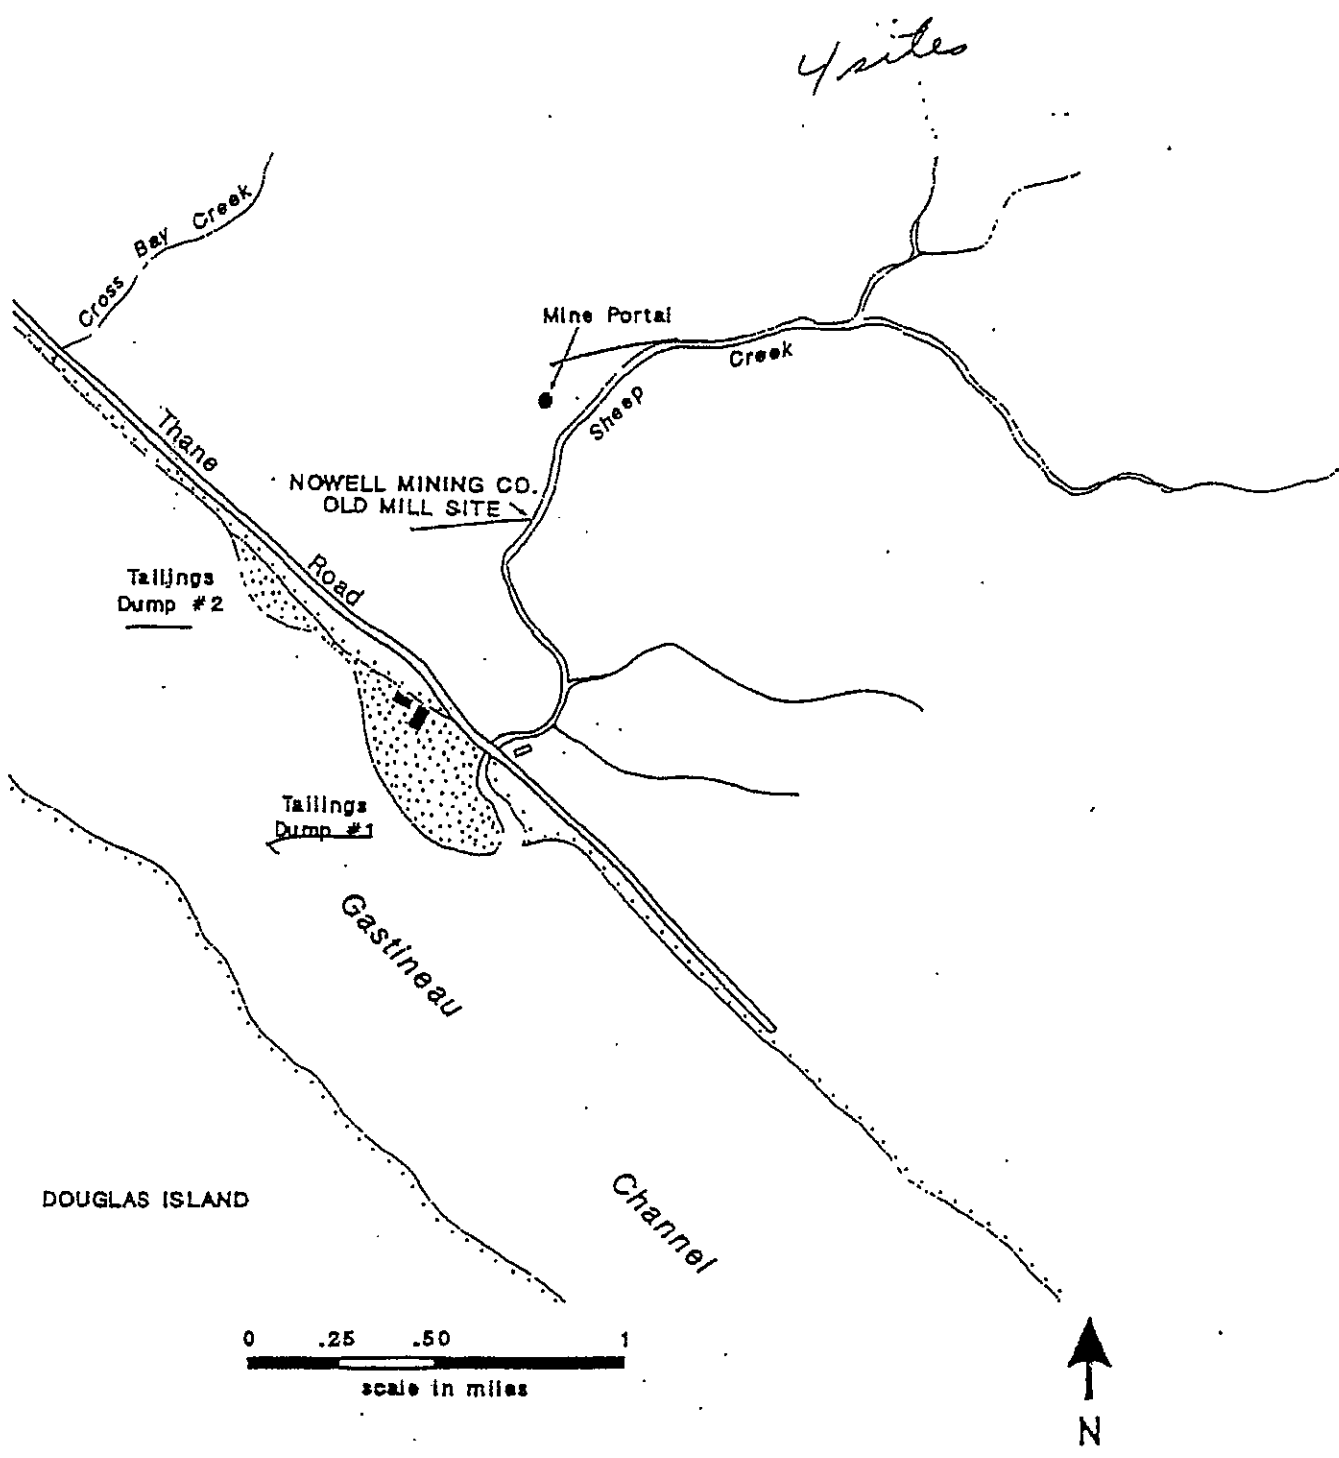 4 sites
Cross Bay Creek
Mine Portal
Creek
Sheep
Thane
Road
NOWELL MINING CO.
OLD MILL SITE
Tailings
Dump #2
Tailings
Dump #1
Gastineau
Channel
DOUGLAS ISLAND
0 .25 .50 1
scale in miles
N